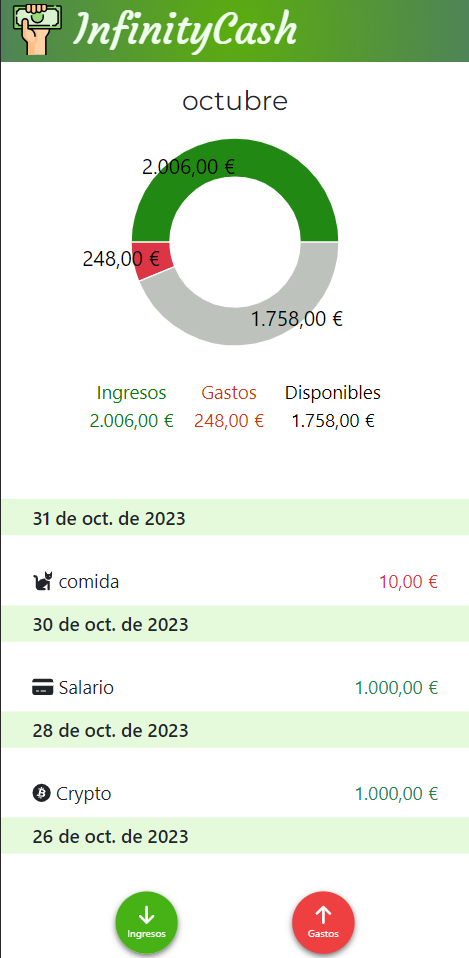 InfinityCash
octubre
2.006,00 €
248,00 €
1.758,00 €
Ingresos Gastos Disponibles
2.006,00 € 248,00 € 1.758,00 €
31 de oct. de 2023
comida 10,00 €
30 de oct. de 2023
Salario 1.000,00 €
28 de oct. de 2023
Crypto 1.000,00 €
26 de oct. de 2023
Ingresos Gastos